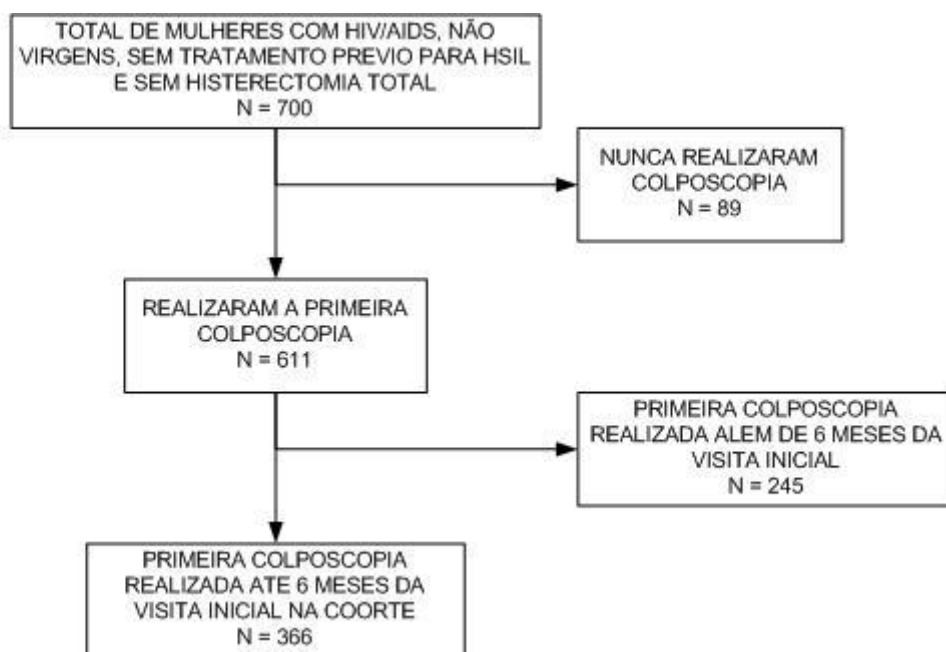 TOTAL DE MULHERES COM HIV/AIDS, NÃO
VIRGENS, SEM TRATAMENTO PREVIO PARA HSIL
E SEM HISTERECTOMIA TOTAL
N = 700
NUNCA REALIZARAM
COLPOSCOPIA
N = 89
REALIZARAM A PRIMEIRA
COLPOSCOPIA
N = 611
PRIMEIRA COLPOSCOPIA
REALIZADA ALEM DE 6 MESES DA
VISITA INICIAL
N = 245
PRIMEIRA COLPOSCOPIA
REALIZADA ATE 6 MESES DA
VISITA INICIAL NA COORTE
N = 366